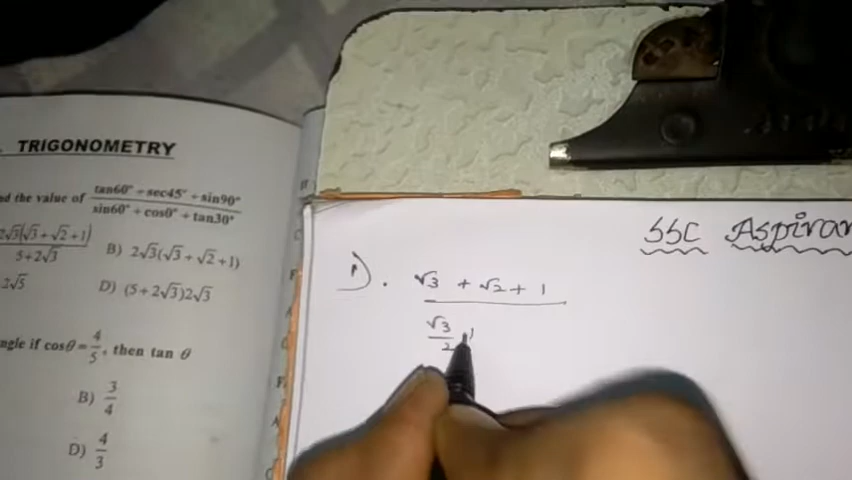 TRIGONOMETRY
nd the value of tan60° ÷ sec45° ÷ sin90° / sin60° + cos0° + tan30°
2√3(√3 + √2 + 1) / 5+2√3 B) 2√3(√3 + √2 + 1)
2√5 D) (5+2√3)2√3
ngle if cosθ = 4/5, then tan θ
B) 3/4
D) 4/3
SSC Aspiran
1). √3 + √2 + 1
√3/2